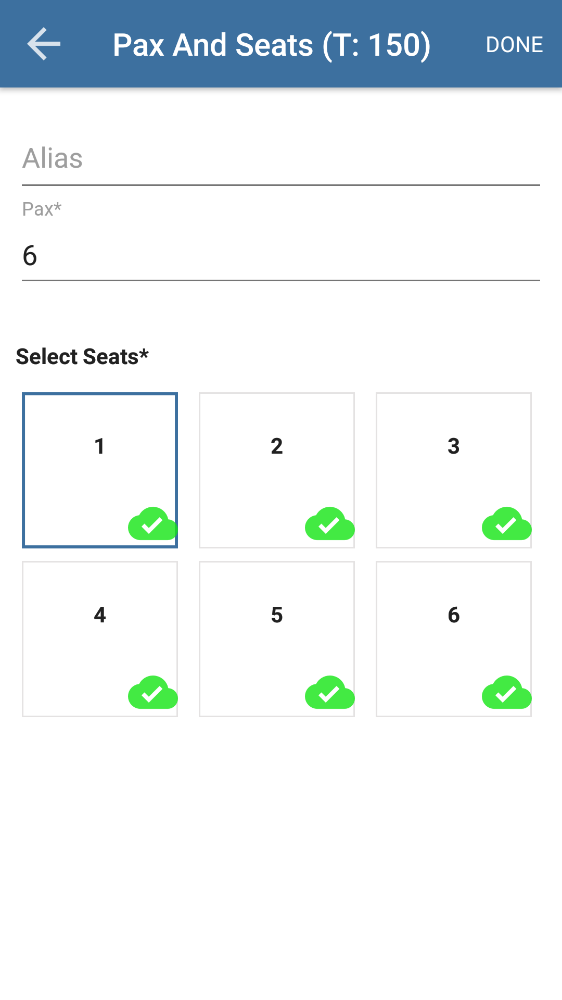 Pax And Seats (T: 150) DONE
Alias
Pax*
6
Select Seats*
1 2 3
4 5 6